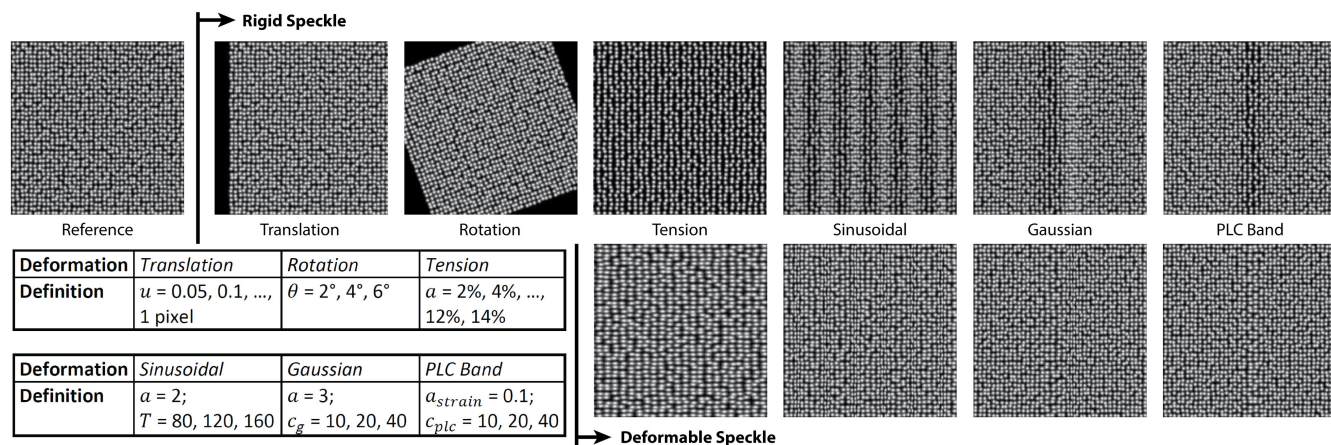 Rigid Speckle
Reference
Translation
Rotation
Tension
Sinusoidal
Gaussian
PLC Band
Deformation Translation Rotation Tension
Definition u = 0.05, 0.1, …, θ = 2°, 4°, 6° a = 2%, 4%, …,
1 pixel 12%, 14%
Deformation Sinusoidal Gaussian PLC Band
Definition a = 2; a = 3; a_strain = 0.1;
T = 80, 120, 160 c_g = 10, 20, 40 c_plc = 10, 20, 40
Deformable Speckle